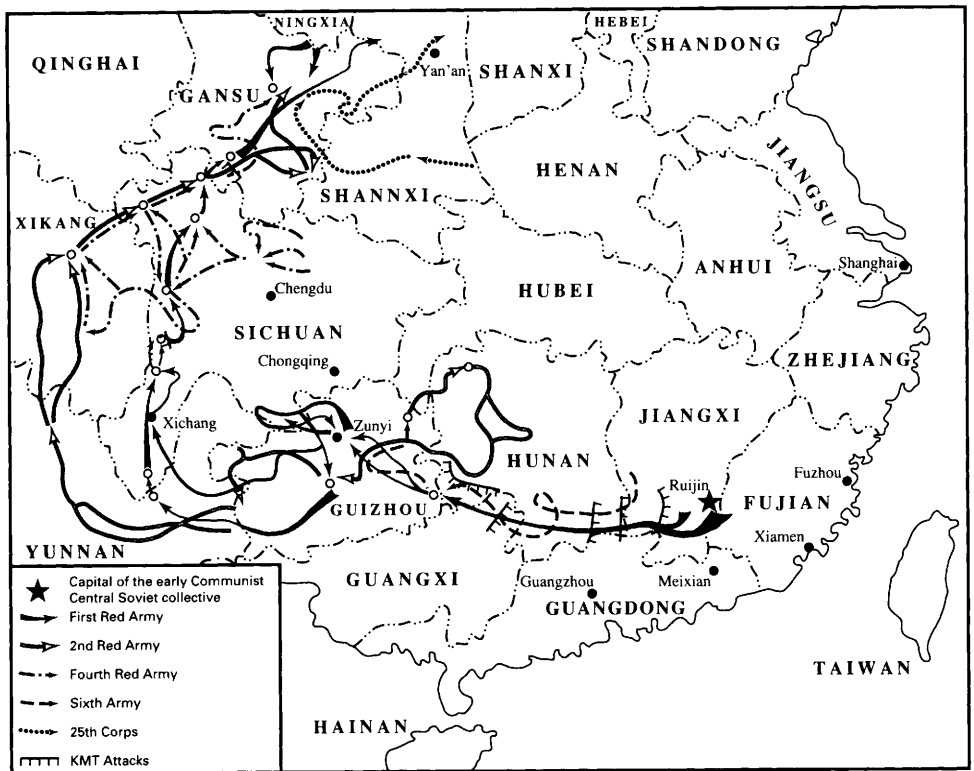 NINGXIA
HEBEI
QINGHAI
Yan'an
SHANXI
SHANDONG
GANSU
JIANGSU
HENAN
SHANNXI
XIKANG
Shanghai
ANHUI
Chengdu
HUBEI
SICHUAN
ZHEJIANG
Chongqing
Xichang
Zunyi
JIANGXI
HUNAN
Fuzhou
Ruijin
FUJIAN
GUIZHOU
Xiamen
YUNNAN
GUANGXI
Guangzhou
Meixian
GUANGDONG
TAIWAN
HAINAN
Capital of the early Communist
Central Soviet collective
First Red Army
2nd Red Army
Fourth Red Army
Sixth Army
25th Corps
KMT Attacks